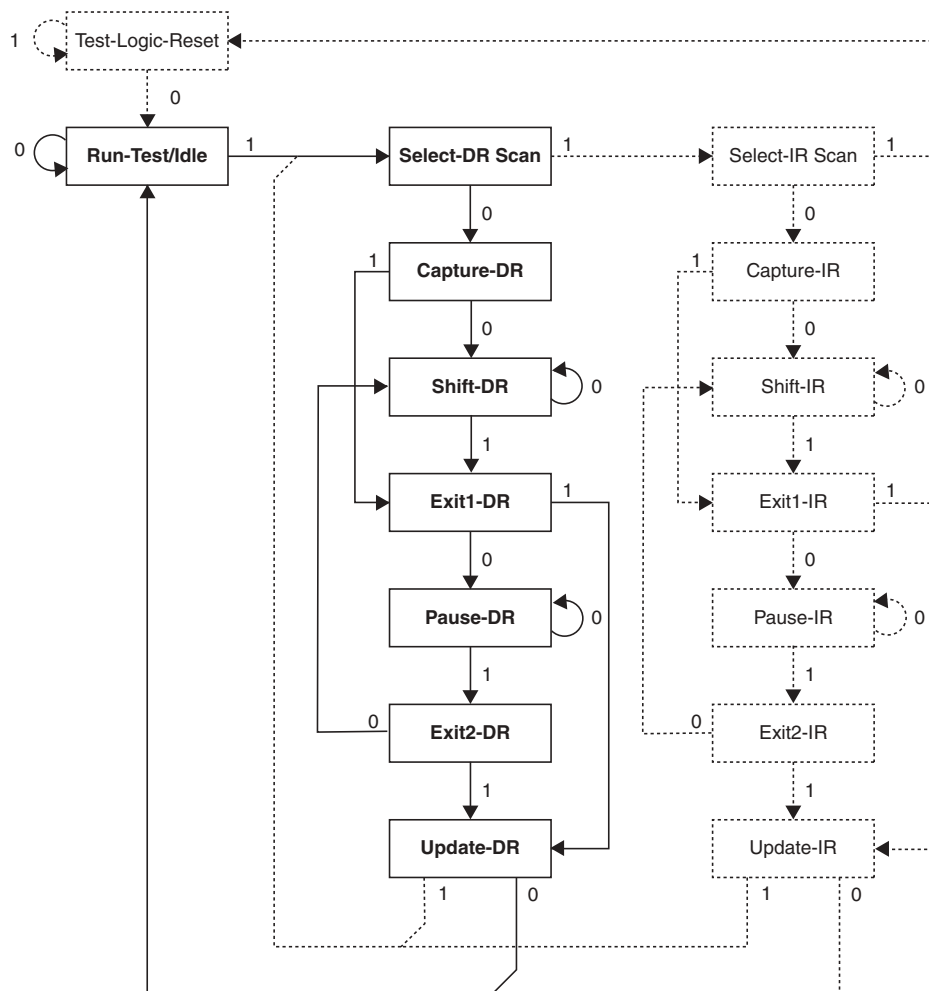 1
Test-Logic-Reset
0
0
Run-Test/Idle
1
Select-DR Scan
1
Select-IR Scan
1
0
0
1
Capture-DR
1
Capture-IR
0
0
Shift-DR
0
Shift-IR
0
1
1
Exit1-DR
1
Exit1-IR
1
0
0
Pause-DR
0
Pause-IR
0
1
1
0
Exit2-DR
0
Exit2-IR
1
1
Update-DR
Update-IR
1
0
1
0